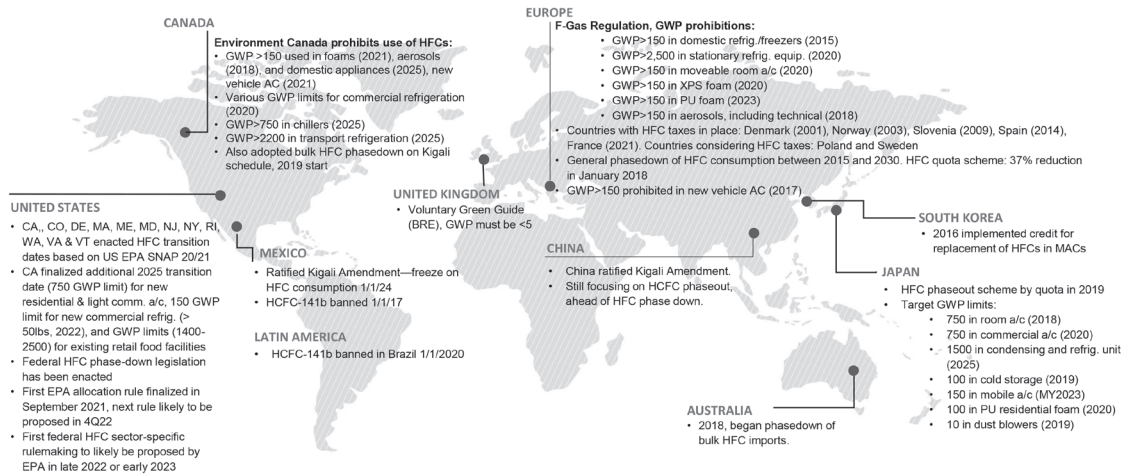 CANADA
Environment Canada prohibits use of HFCs:
• GWP >150 used in foams (2021), aerosols
(2018), and domestic appliances (2025), new
vehicle AC (2021)
• Various GWP limits for commercial refrigeration
(2020)
• GWP>750 in chillers (2025)
• GWP>2200 in transport refrigeration (2025)
• Also adopted bulk HFC phasedown on Kigali
schedule, 2019 start
EUROPE
F-Gas Regulation, GWP prohibitions:
• GWP>150 in domestic refrig./freezers (2015)
• GWP>2,500 in stationary refrig. equip. (2020)
• GWP>150 in moveable room a/c (2020)
• GWP>150 in XPS foam (2020)
• GWP>150 in PU foam (2023)
• GWP>150 in aerosols, including technical (2018)
• Countries with HFC taxes in place: Denmark (2001), Norway (2003), Slovenia (2009), Spain (2014),
France (2021). Countries considering HFC taxes: Poland and Sweden
• General phasedown of HFC consumption between 2015 and 2030. HFC quota scheme: 37% reduction
in January 2018
• GWP>150 prohibited in new vehicle AC (2017)
UNITED KINGDOM
• Voluntary Green Guide
(BRE), GWP must be <5
UNITED STATES
• CA,, CO, DE, MA, ME, MD, NJ, NY, RI,
WA, VA & VT enacted HFC transition
dates based on US EPA SNAP 20/21
• CA finalized additional 2025 transition
date (750 GWP limit) for new
residential & light comm. a/c, 150 GWP
limit for new commercial refrig. (>
50lbs, 2022), and GWP limits (1400-
2500) for existing retail food facilities
• Federal HFC phase-down legislation
has been enacted
• First EPA allocation rule finalized in
September 2021, next rule likely to be
proposed in 4Q22
• First federal HFC sector-specific
rulemaking to likely be proposed by
EPA in late 2022 or early 2023
MEXICO
• Ratified Kigali Amendment—freeze on
HFC consumption 1/1/24
• HCFC-141b banned 1/1/17
LATIN AMERICA
• HCFC-141b banned in Brazil 1/1/2020
CHINA
• China ratified Kigali Amendment.
• Still focusing on HCFC phaseout,
ahead of HFC phase down.
SOUTH KOREA
• 2016 implemented credit for
replacement of HFCs in MACs
JAPAN
• HFC phaseout scheme by quota in 2019
• Target GWP limits:
• 750 in room a/c (2018)
• 750 in commercial a/c (2020)
• 1500 in condensing and refrig. unit
(2025)
• 100 in cold storage (2019)
• 150 in mobile a/c (MY2023)
• 100 in PU residential foam (2020)
• 10 in dust blowers (2019)
AUSTRALIA
• 2018, began phasedown of
bulk HFC imports.